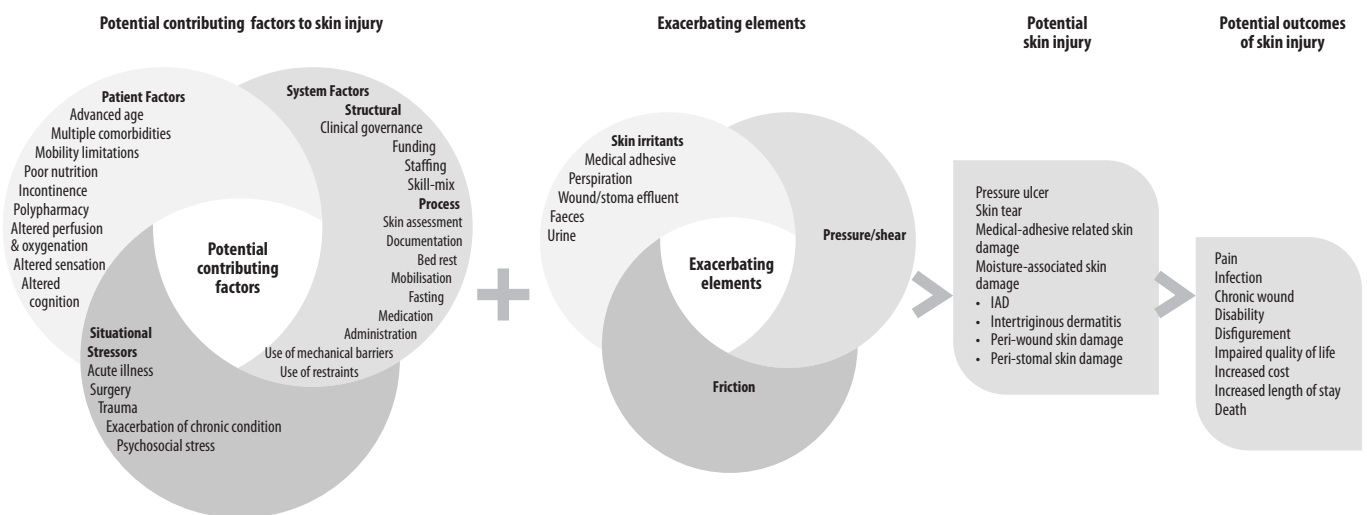 Potential contributing factors to skin injury
Exacerbating elements
Potential
skin injury
Potential outcomes
of skin injury
Patient Factors
Advanced age
Multiple comorbidities
Mobility limitations
Poor nutrition
Incontinence
Polypharmacy
Altered perfusion
& oxygenation
Altered sensation
Altered
cognition
System Factors
Structural
Clinical governance
Funding
Staffing
Skill-mix
Process
Skin assessment
Documentation
Bed rest
Mobilisation
Fasting
Medication
Administration
Use of mechanical barriers
Use of restraints
Potential
contributing
factors
Situational
Stressors
Acute illness
Surgery
Trauma
Exacerbation of chronic condition
Psychosocial stress
Skin irritants
Medical adhesive
Perspiration
Wound/stoma effluent
Faeces
Urine
Pressure/shear
Exacerbating
elements
Friction
Pressure ulcer
Skin tear
Medical-adhesive related skin
damage
Moisture-associated skin
damage
• IAD
• Intertriginous dermatitis
• Peri-wound skin damage
• Peri-stomal skin damage
Pain
Infection
Chronic wound
Disability
Disfigurement
Impaired quality of life
Increased cost
Increased length of stay
Death